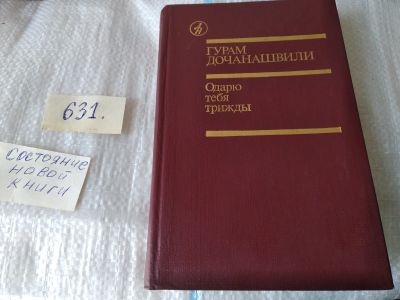 631.
Состояние
новой
книги
ГУРАМ
ДОЧАНАШВИЛИ
Одарю
тебя
трижды